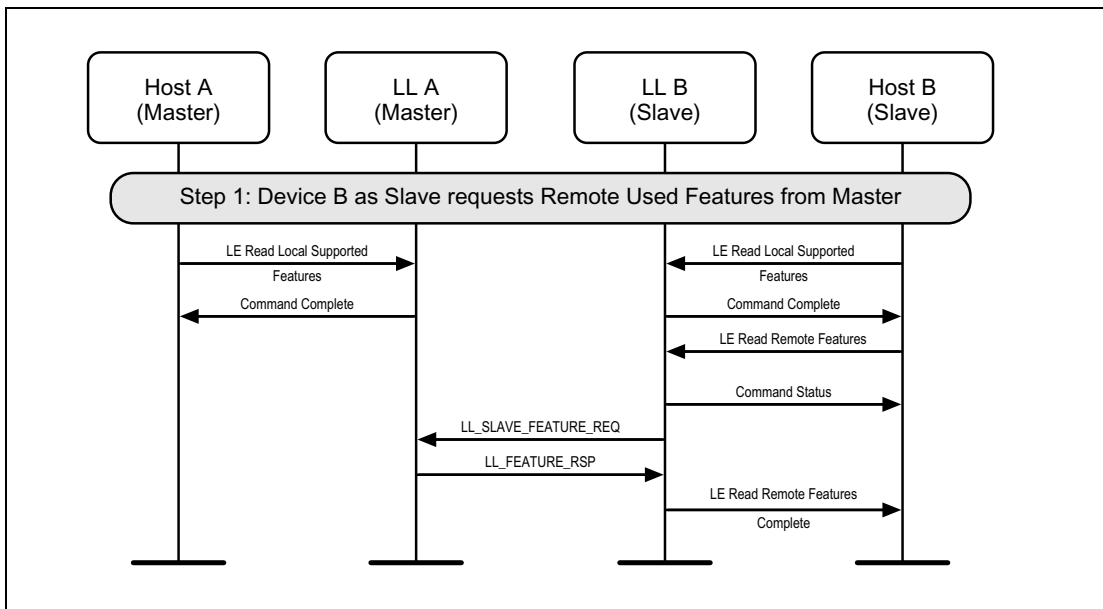 Host A
(Master)
LL A
(Master)
LL B
(Slave)
Host B
(Slave)
Step 1: Device B as Slave requests Remote Used Features from Master
LE Read Local Supported
Features
LE Read Local Supported
Features
Command Complete
Command Complete
LE Read Remote Features
Command Status
LL_SLAVE_FEATURE_REQ
LL_FEATURE_RSP
LE Read Remote Features
Complete